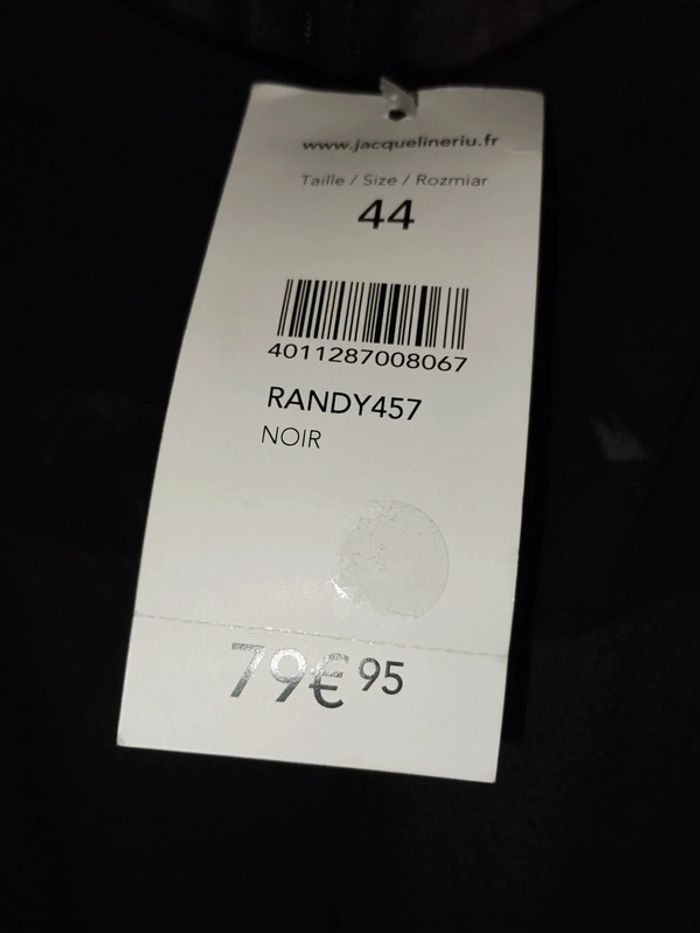 www.jacquelineriu.fr
Taille / Size / Rozmiar
44
4011287008067
RANDY457
NOIR
79€95